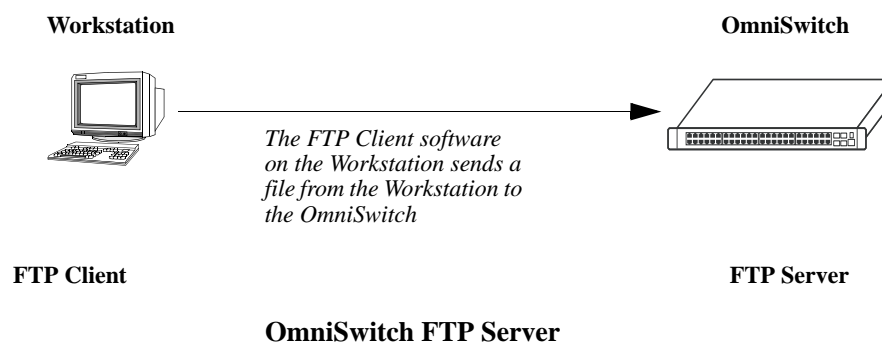 Workstation
OmniSwitch
The FTP Client software
on the Workstation sends a
file from the Workstation to
the OmniSwitch
FTP Client
FTP Server
OmniSwitch FTP Server